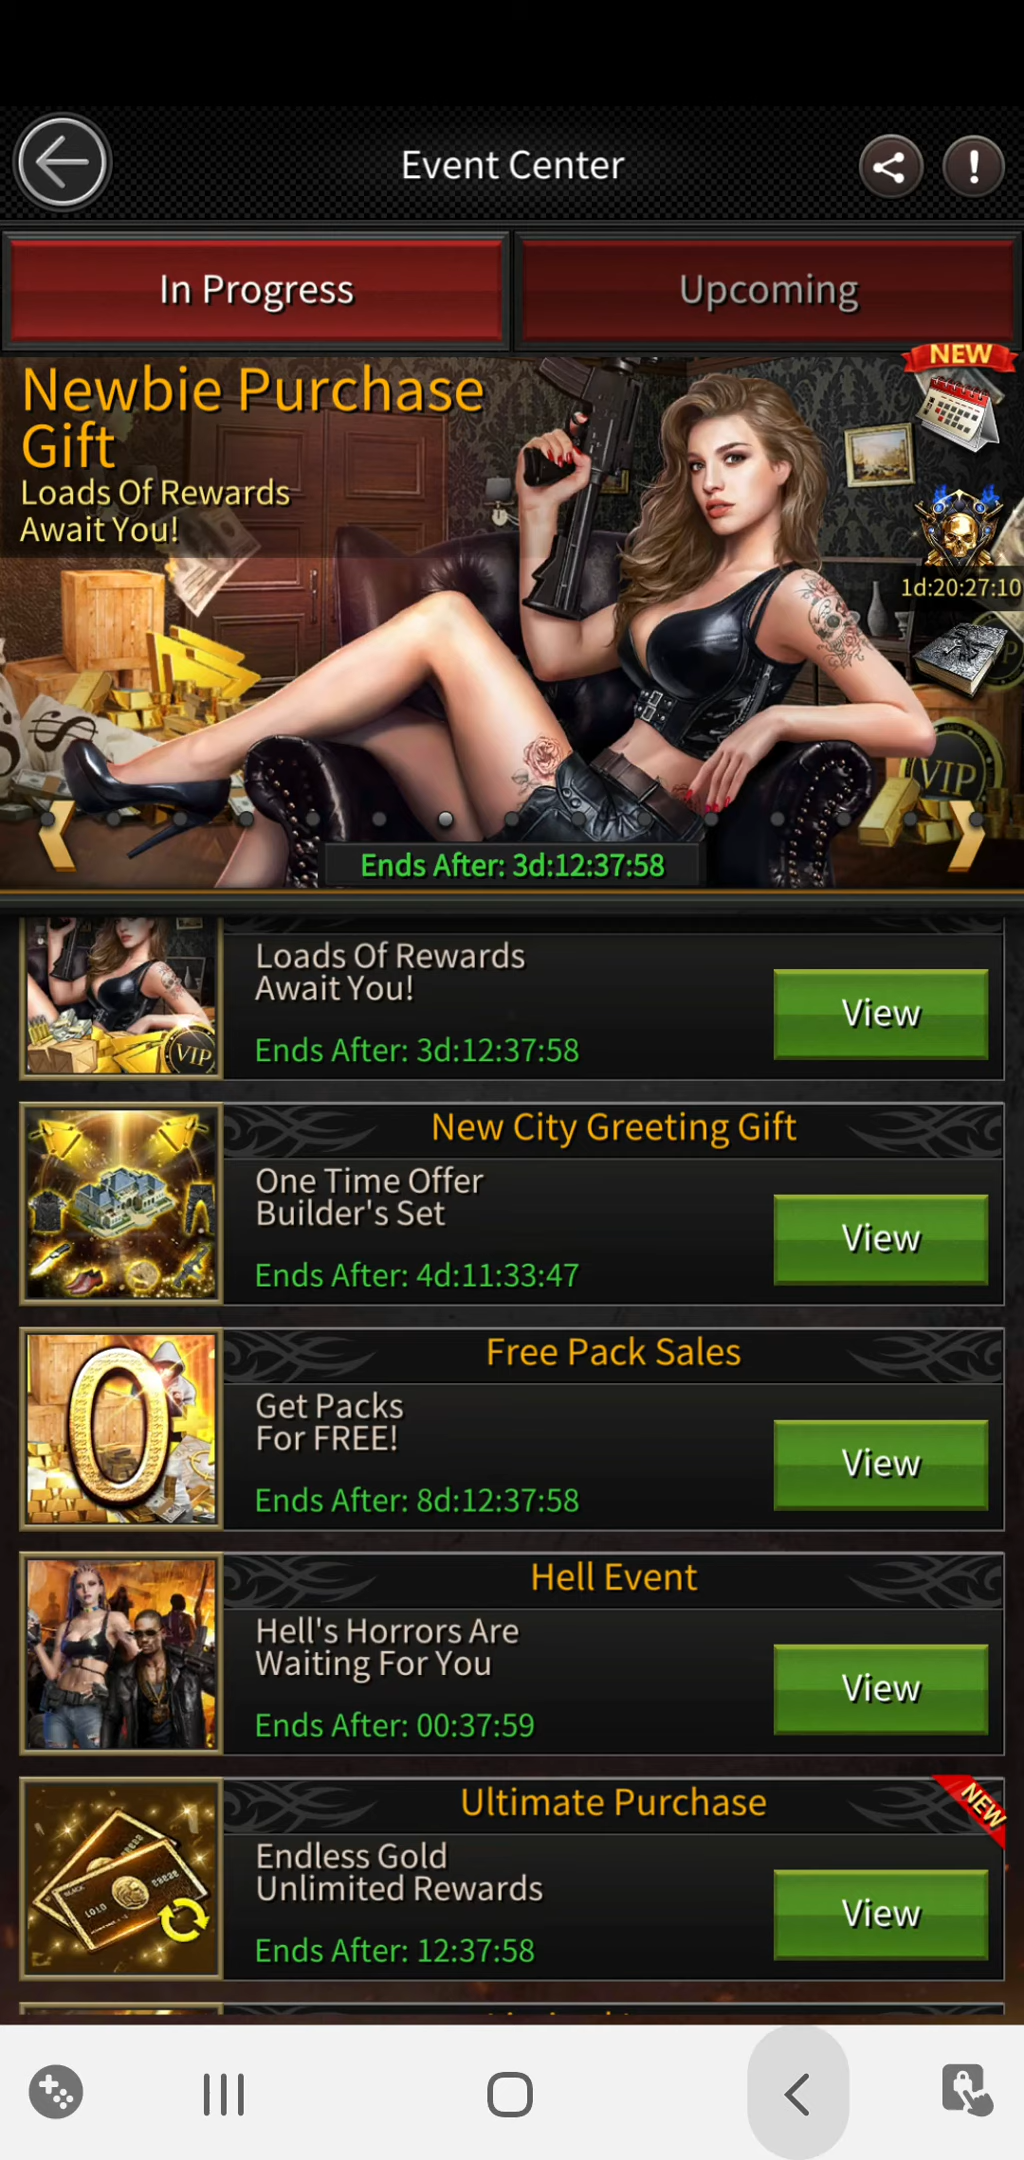 Event Center
In Progress
Upcoming
NEW
Newbie Purchase
Gift
Loads Of Rewards
Await You!
1d:20:27:10
VIP
Ends After: 3d:12:37:58
Loads Of Rewards
Await You!
View
Ends After: 3d:12:37:58
VIP
New City Greeting Gift
One Time Offer
Builder's Set
View
Ends After: 4d:11:33:47
Free Pack Sales
Get Packs
For FREE!
View
Ends After: 8d:12:37:58
Hell Event
Hell's Horrors Are
Waiting For You
View
Ends After: 00:37:59
Ultimate Purchase
NEW
Endless Gold
Unlimited Rewards
View
Ends After: 12:37:58